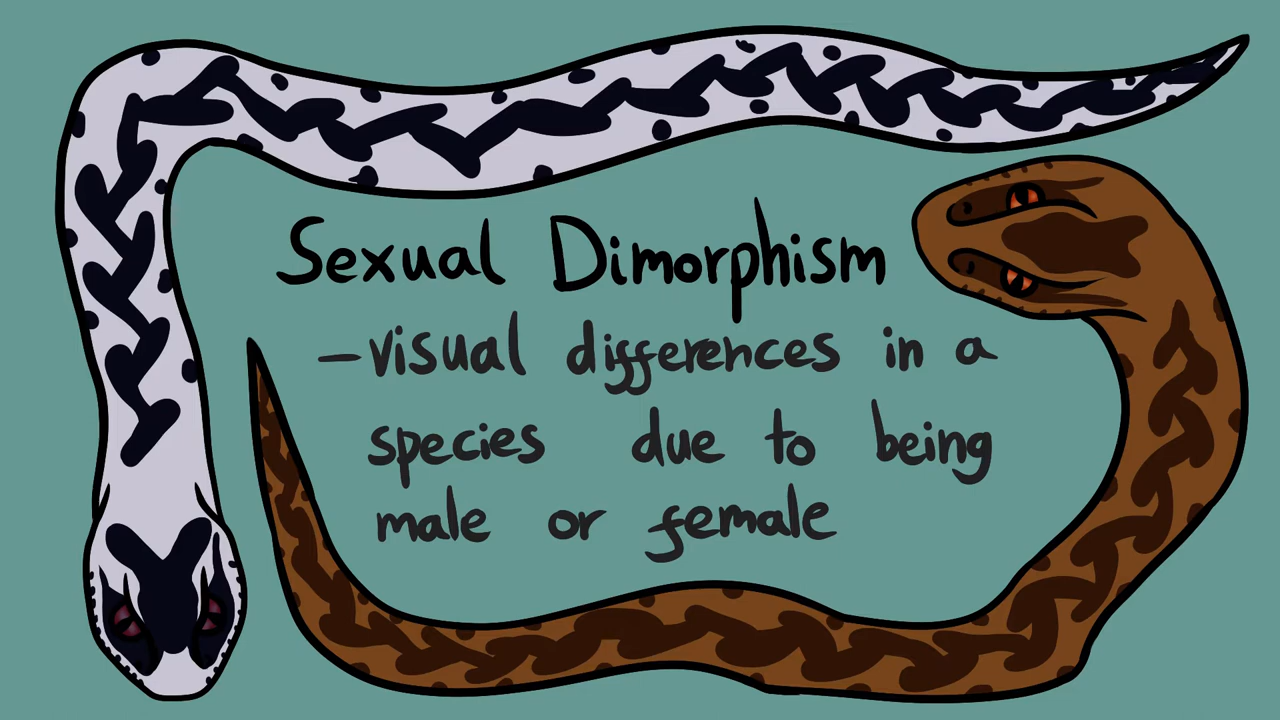 Sexual Dimorphism
-visual differences in a
species due to being
male or female